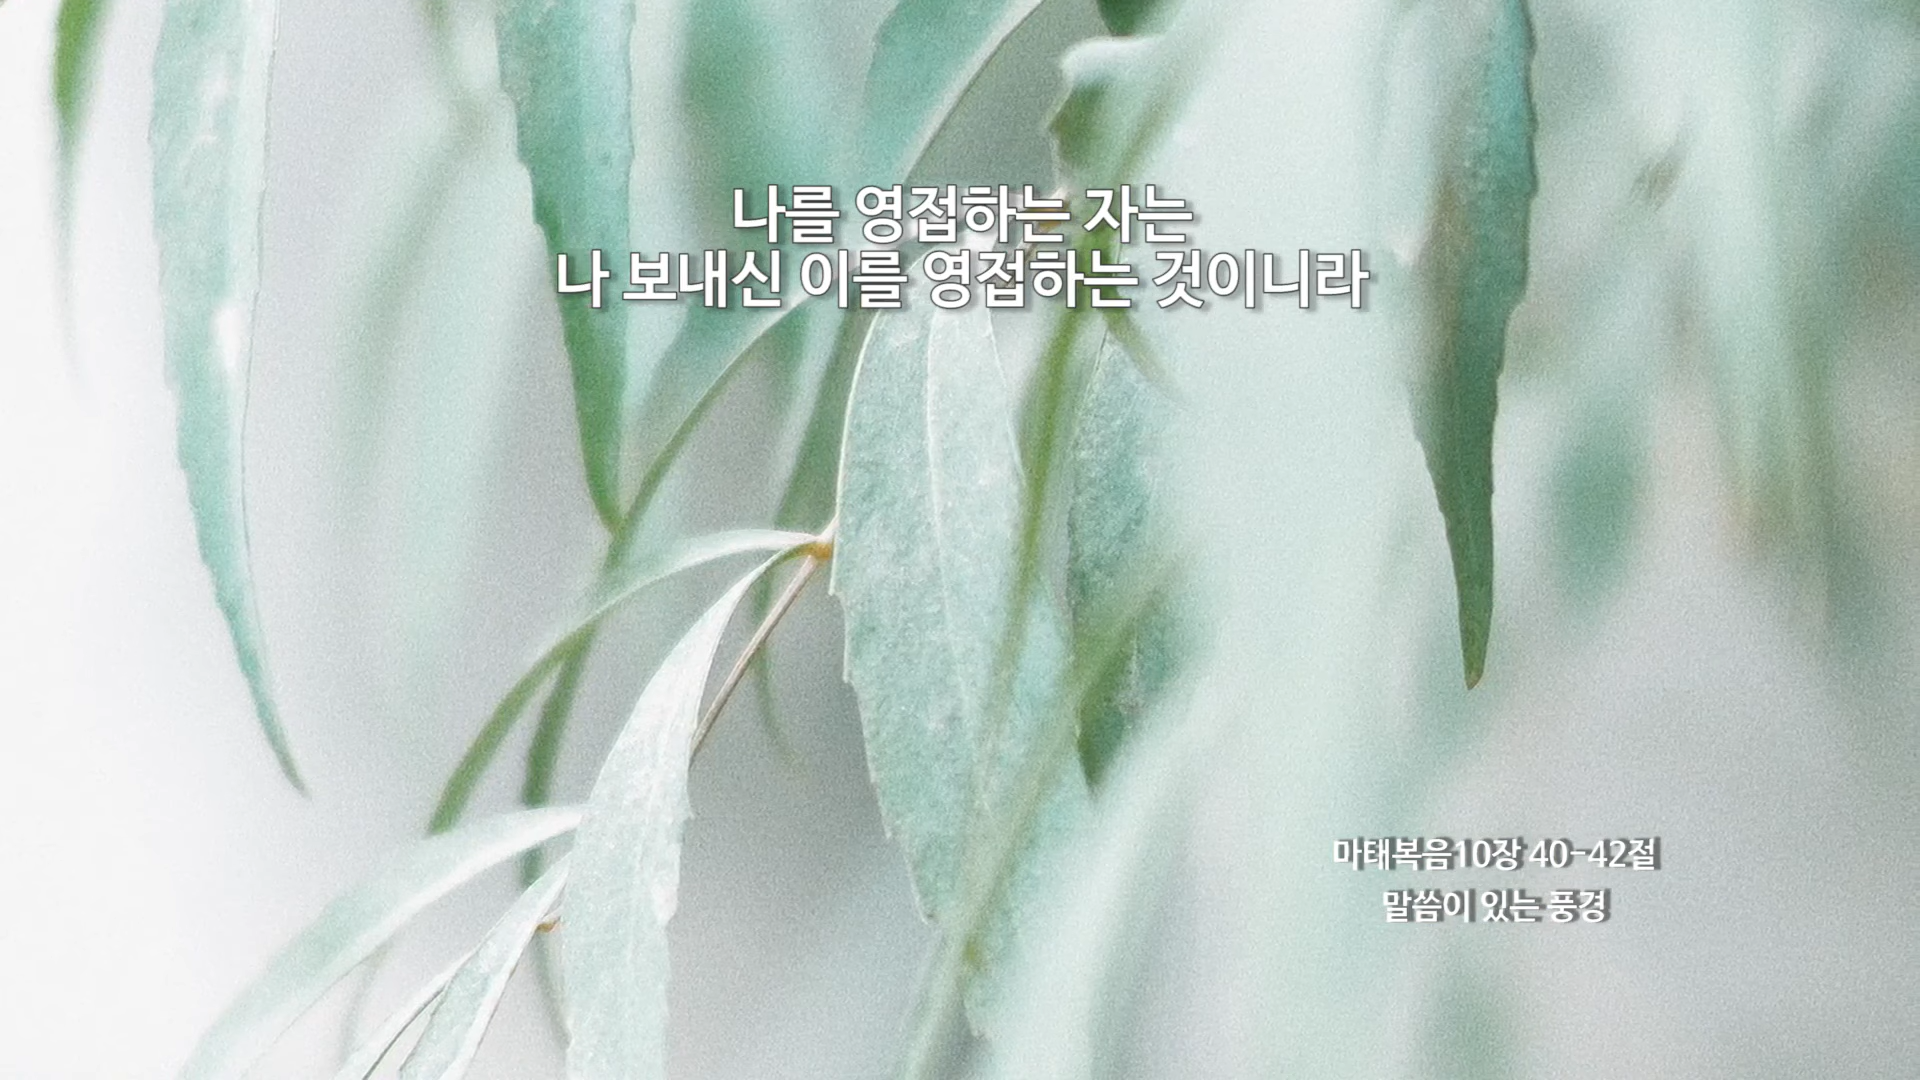 나를 영접하는 자는
나 보내신 이를 영접하는 것이니라
마태복음10장 40-42절
말씀이 있는 풍경